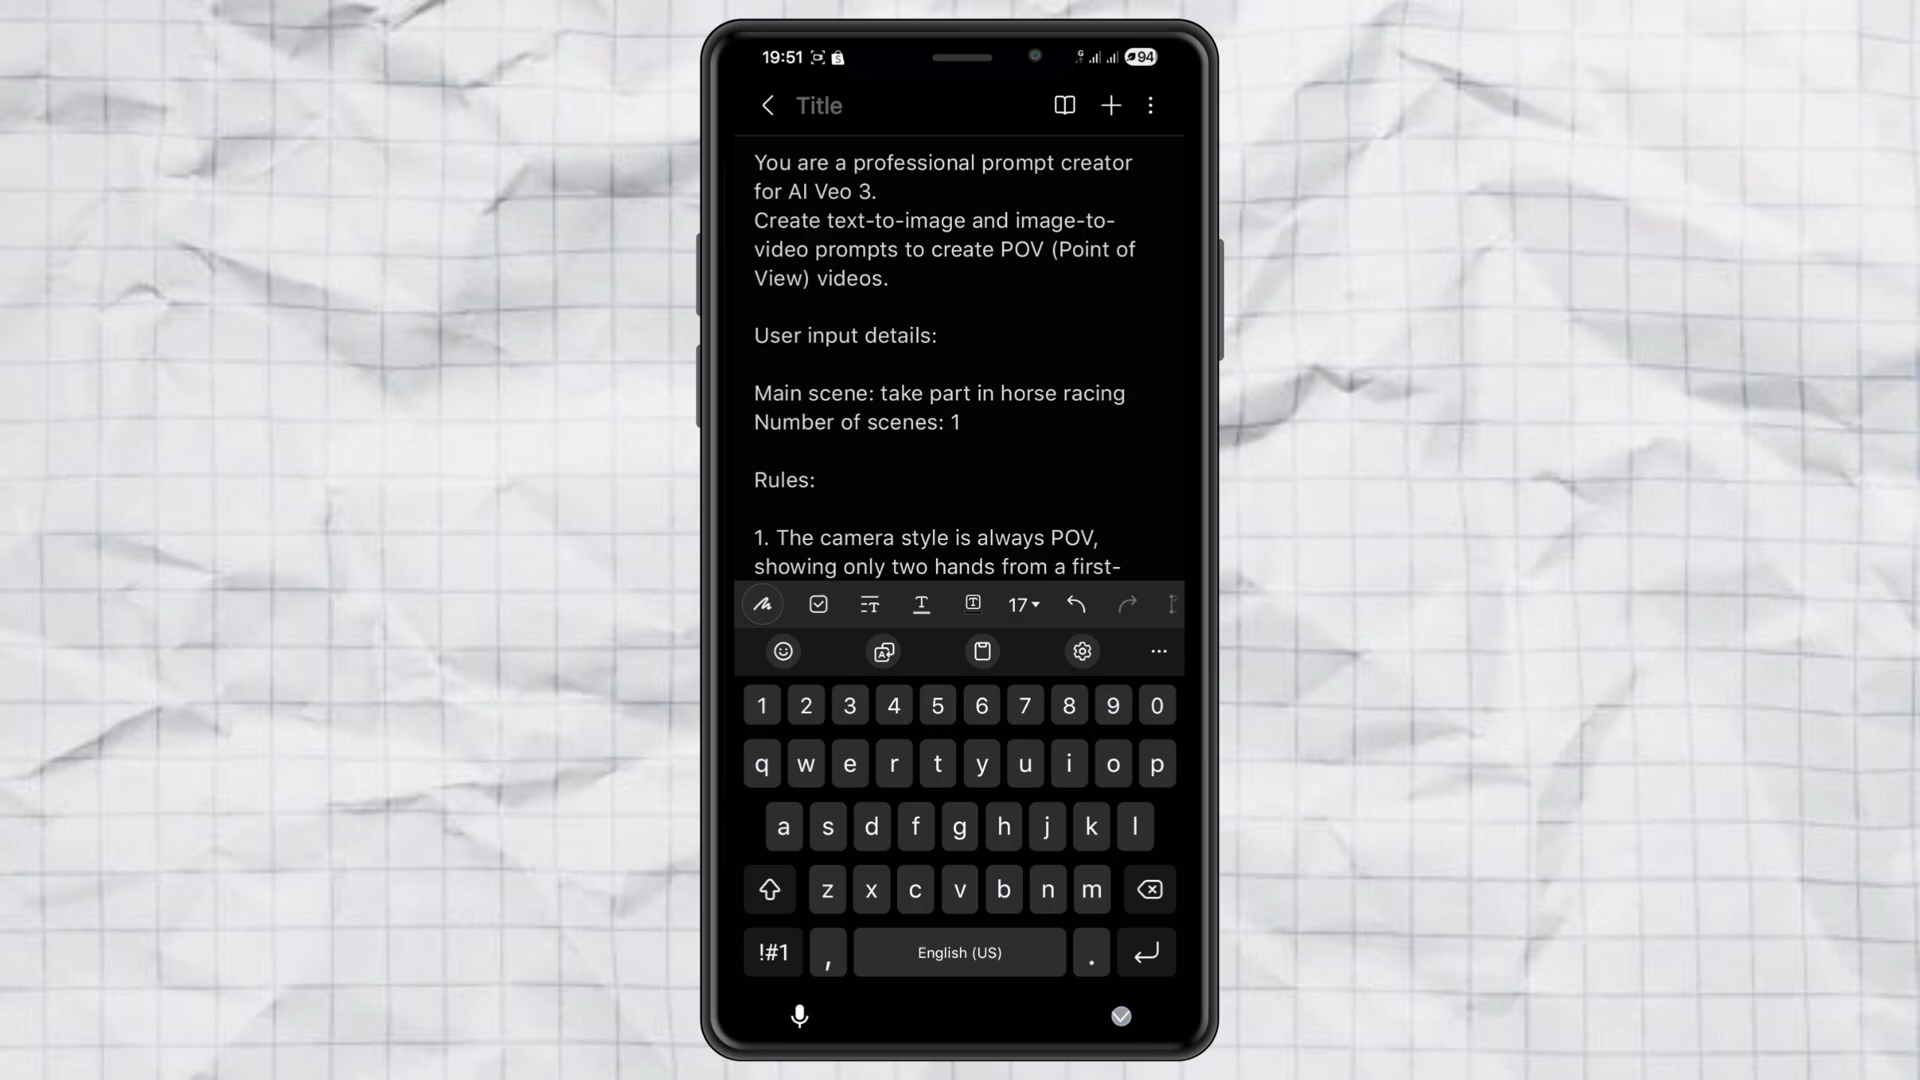 19:51 94
Title
You are a professional prompt creator
for AI Veo 3.
Create text-to-image and image-to-
video prompts to create POV (Point of
View) videos.
User input details:
Main scene: take part in horse racing
Number of scenes: 1
Rules:
1. The camera style is always POV,
showing only two hands from a first-
17
1 2 3 4 5 6 7 8 9 0
q w e r t y u i o p
a s d f g h j k l
z x c v b n m
!#1 , English (US) .